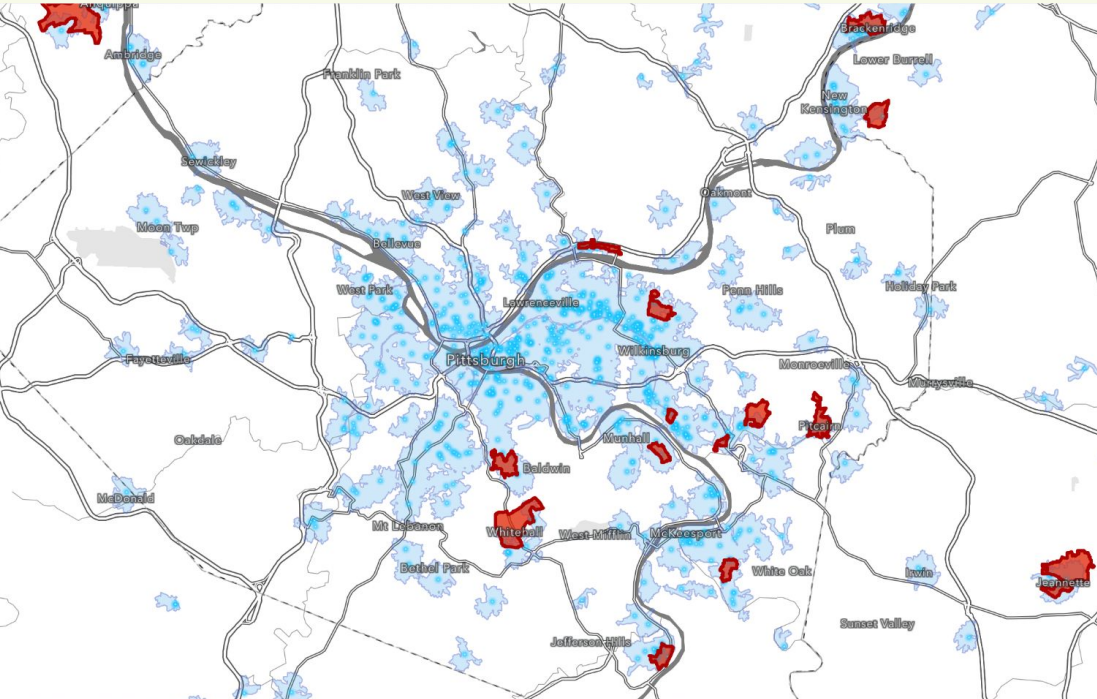 Aliquippa
Brackenridge
Ambridge
Lower Burrell
Franklin Park
New
Kensington
Sewickley
Oakmont
West View
Moon Twp
Plum
Bellevue
West Park
Penn Hills
Holiday Park
Lawrenceville
Wilkinsburg
Pittsburgh
Fayetteville
Monroeville
Murrysville
Pitcairn
Oakdale
Munhall
Baldwin
McDonald
Mt Lebanon
Whitehall
West Mifflin
McKeesport
Bethel Park
White Oak
Irwin
Jeannette
Sunset Valley
Jefferson Hills